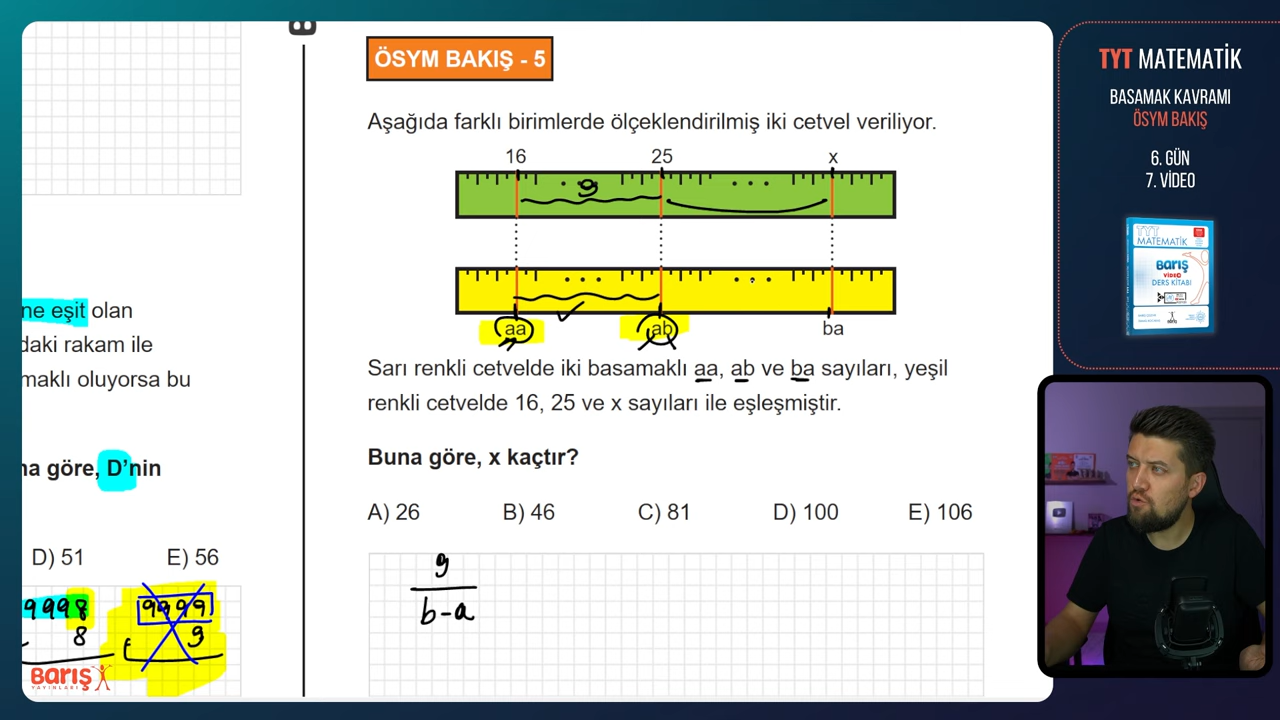 ne eşit olan
daki rakam ile
maklı oluyorsa bu
na göre, D'nin
D) 51 E) 56
9998
8
9999
9
BARIŞ
YAYINLARI
B
ÖSYM BAKIŞ - 5
Aşağıda farklı birimlerde ölçeklendirilmiş iki cetvel veriliyor.
16 25 x
9
aa ab ba
Sarı renkli cetvelde iki basamaklı aa, ab ve ba sayıları, yeşil
renkli cetvelde 16, 25 ve x sayıları ile eşleşmiştir.
Buna göre, x kaçtır?
A) 26 B) 46 C) 81 D) 100 E) 106
9
b-a
TYT MATEMATİK
BASAMAK KAVRAMI
ÖSYM BAKIŞ
6. GÜN
7. VİDEO
TYT
MATEMATİK
BARIŞ
VİDEO
DERS KİTABI